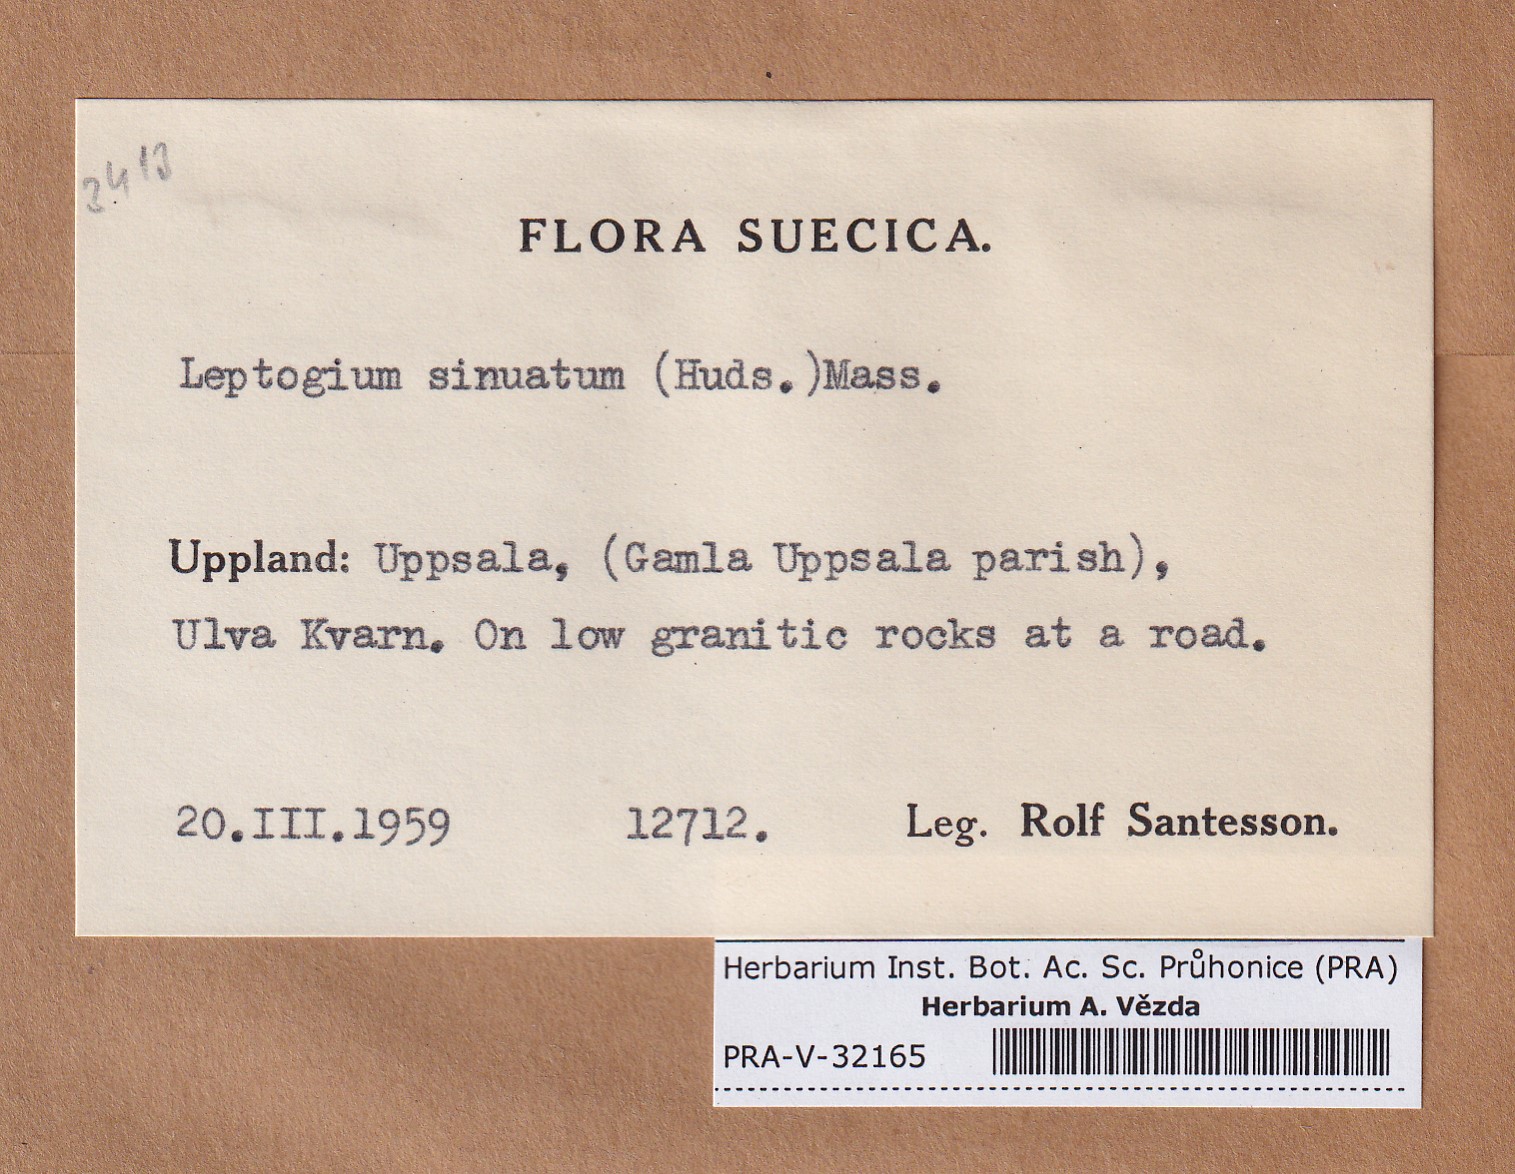 2413
FLORA SUECICA.
Leptogium sinuatum (Huds.)Mass.
Uppland: Uppsala, (Gamla Uppsala parish),
Ulva Kvarn. On low granitic rocks at a road.
20.III.1959 12712. Leg. Rolf Santesson.
Herbarium Inst. Bot. Ac. Sc. Průhonice (PRA)
Herbarium A. Vězda
PRA-V-32165